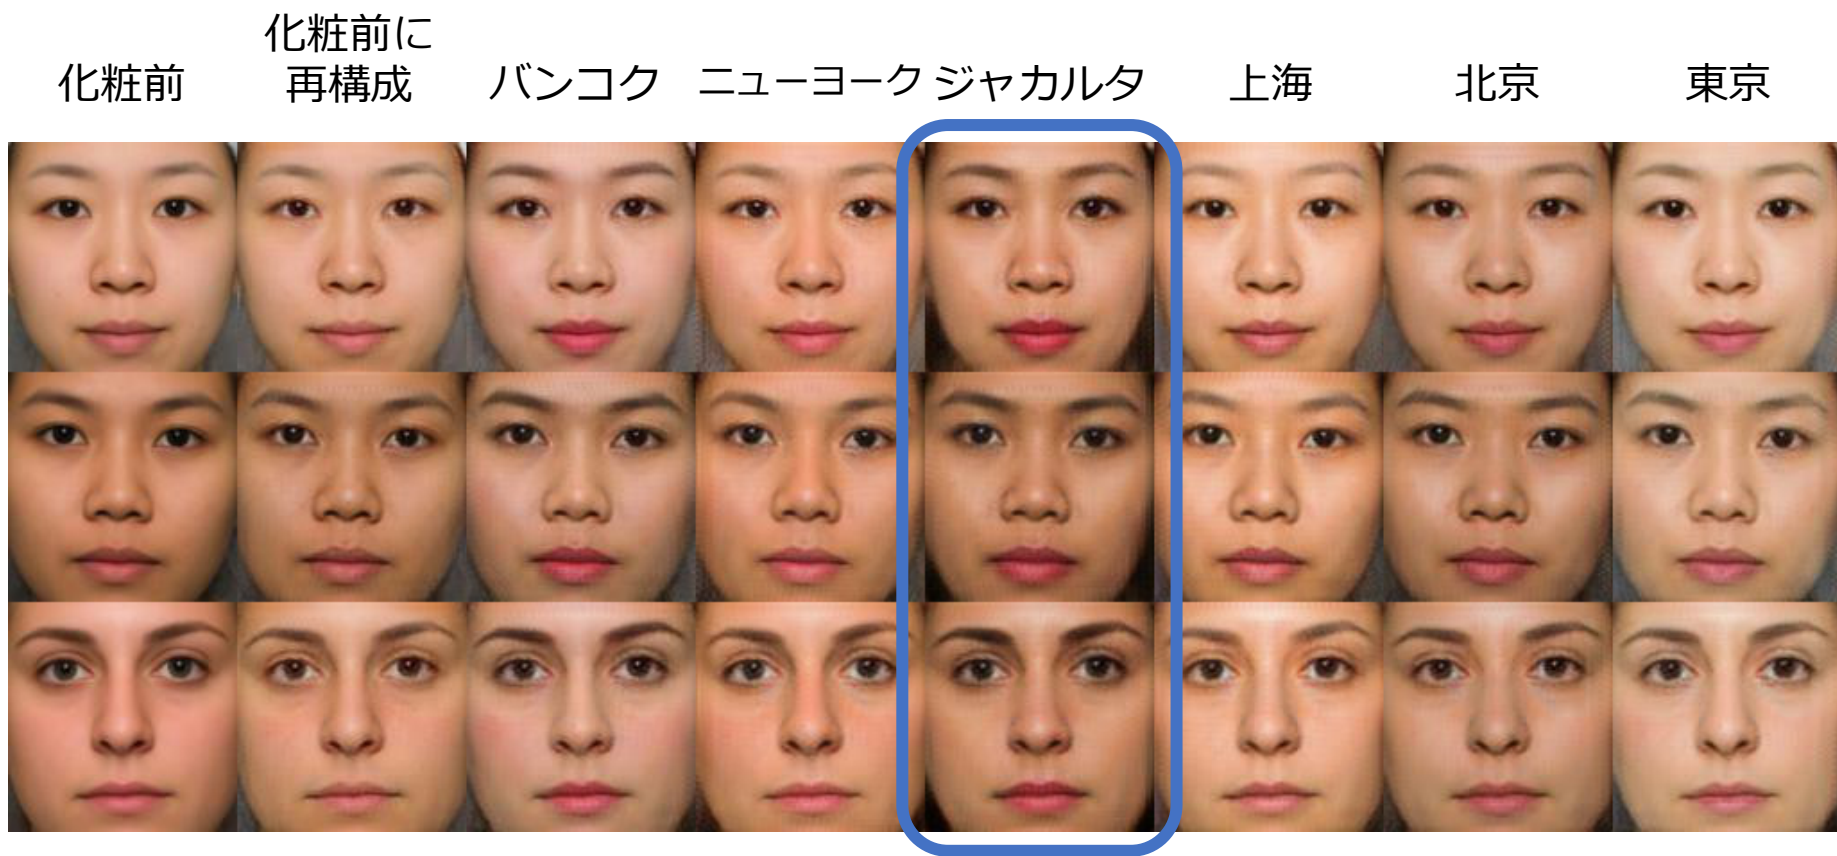 化粧前
化粧前に
再構成
バンコク
ニューヨーク
ジャカルタ
上海
北京
東京